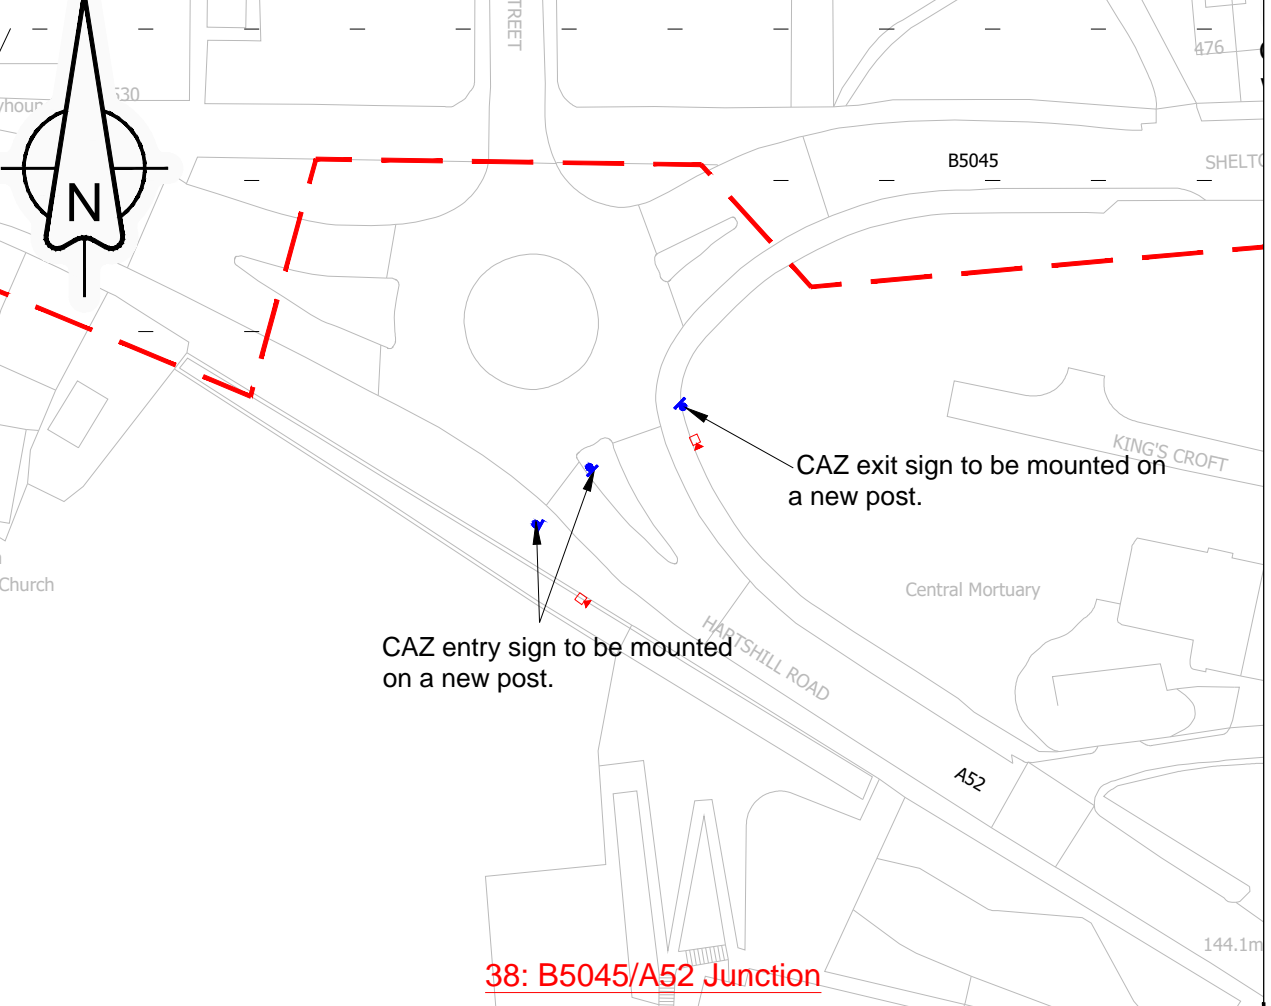 TREET
476
530
B5045
N
KING'S CROFT
CAZ exit sign to be mounted on
a new post.
Church
Central Mortuary
HARTSHILL ROAD
CAZ entry sign to be mounted
on a new post.
A52
144.1m
38: B5045/A52 Junction